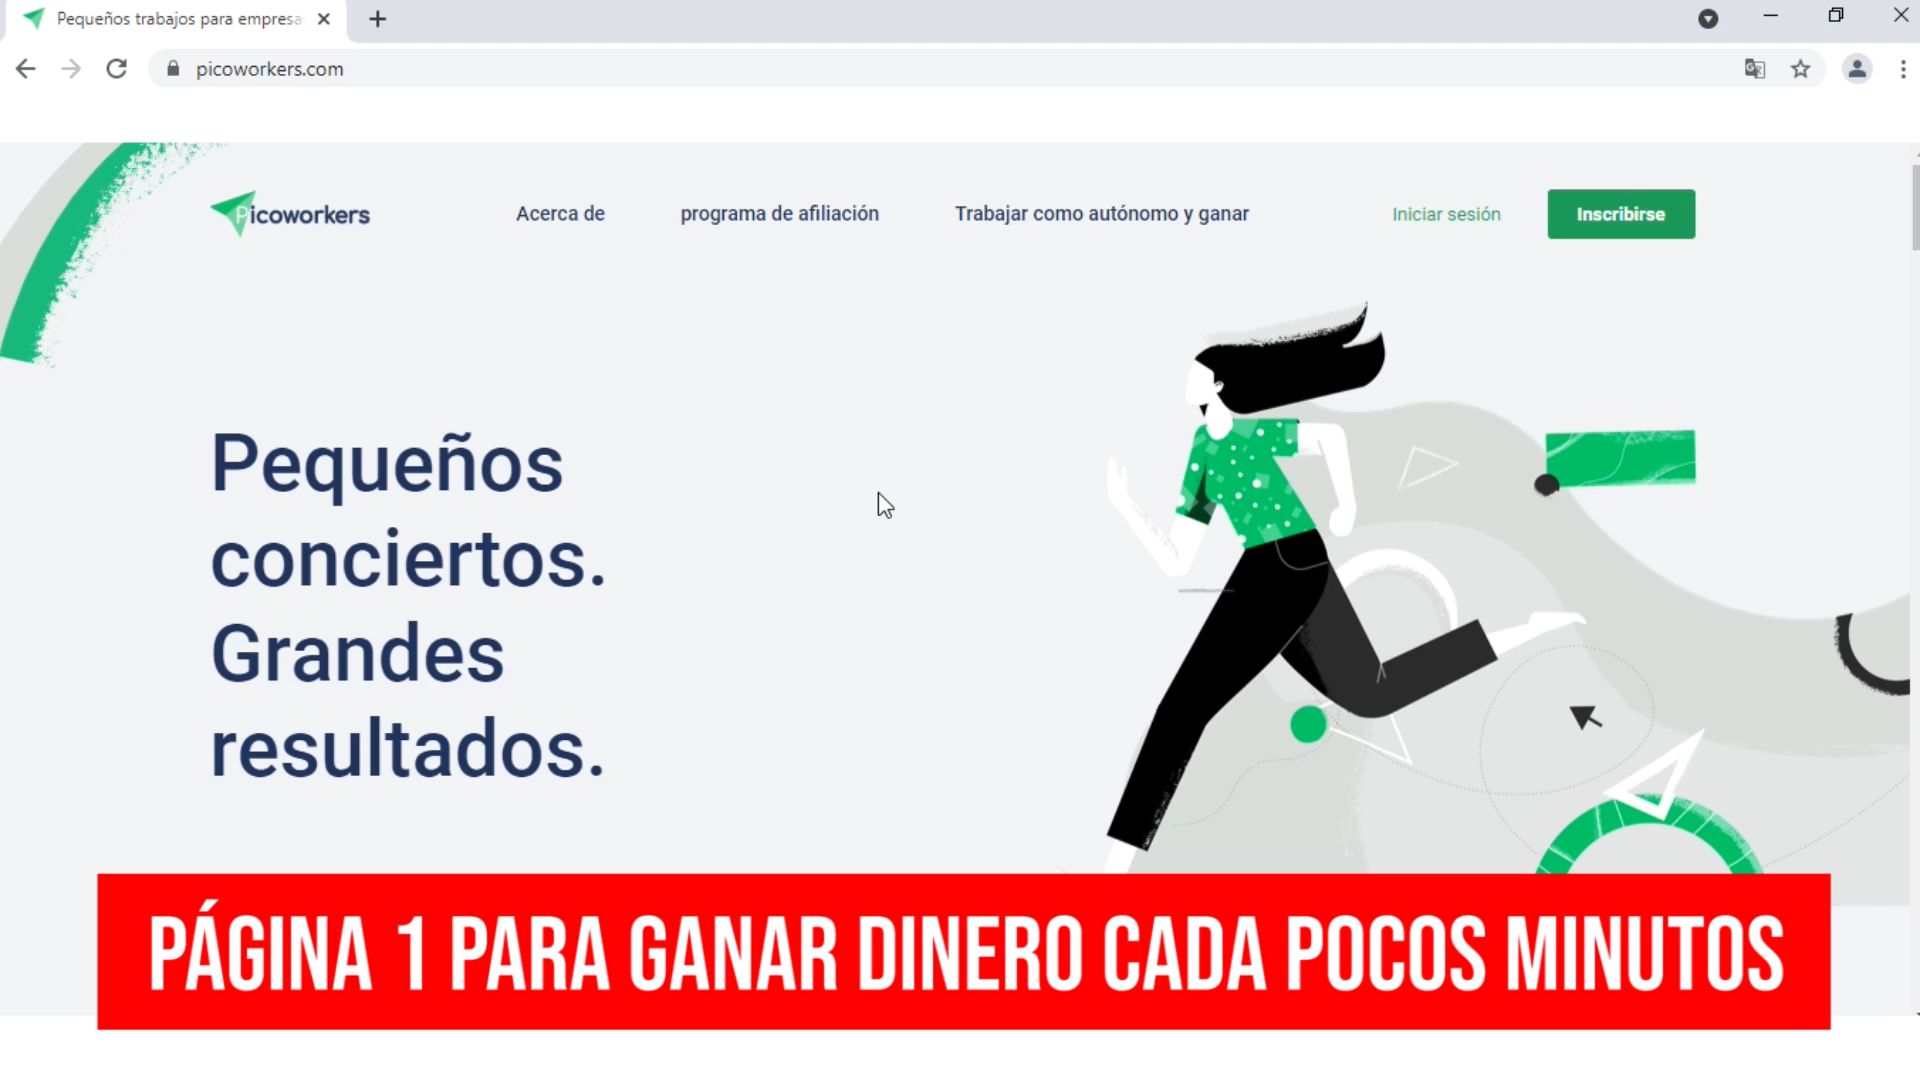 Pequeños trabajos para empresa
picoworkers.com
Picoworkers
Acerca de
programa de afiliación
Trabajar como autónomo y ganar
Iniciar sesión
Inscribirse
Pequeños
conciertos.
Grandes
resultados.
PÁGINA 1 PARA GANAR DINERO CADA POCOS MINUTOS